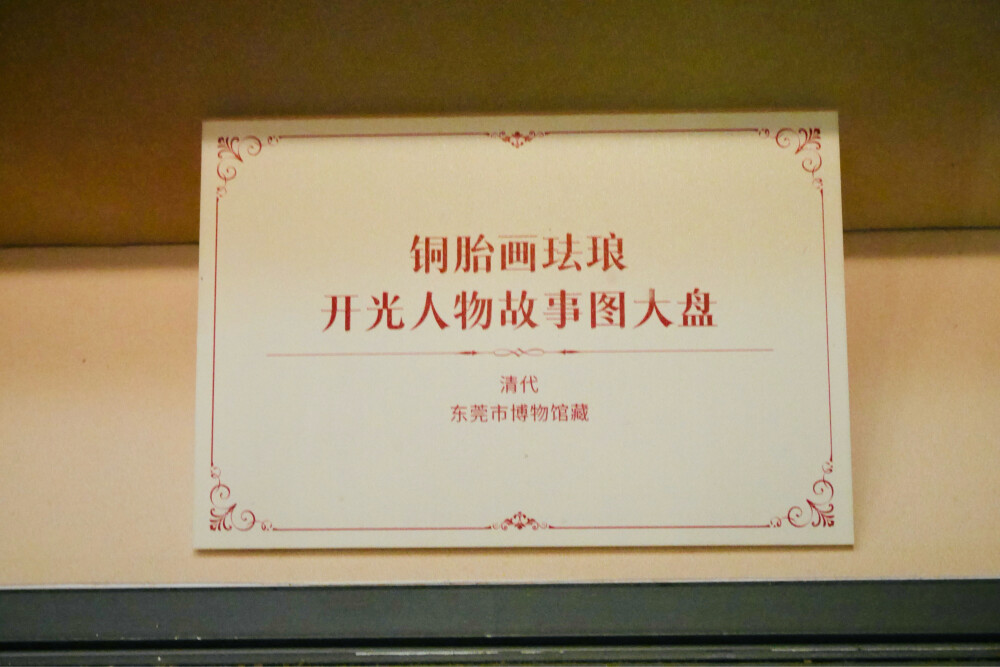 铜胎画珐琅
开光人物故事图大盘
清代
东莞市博物馆藏